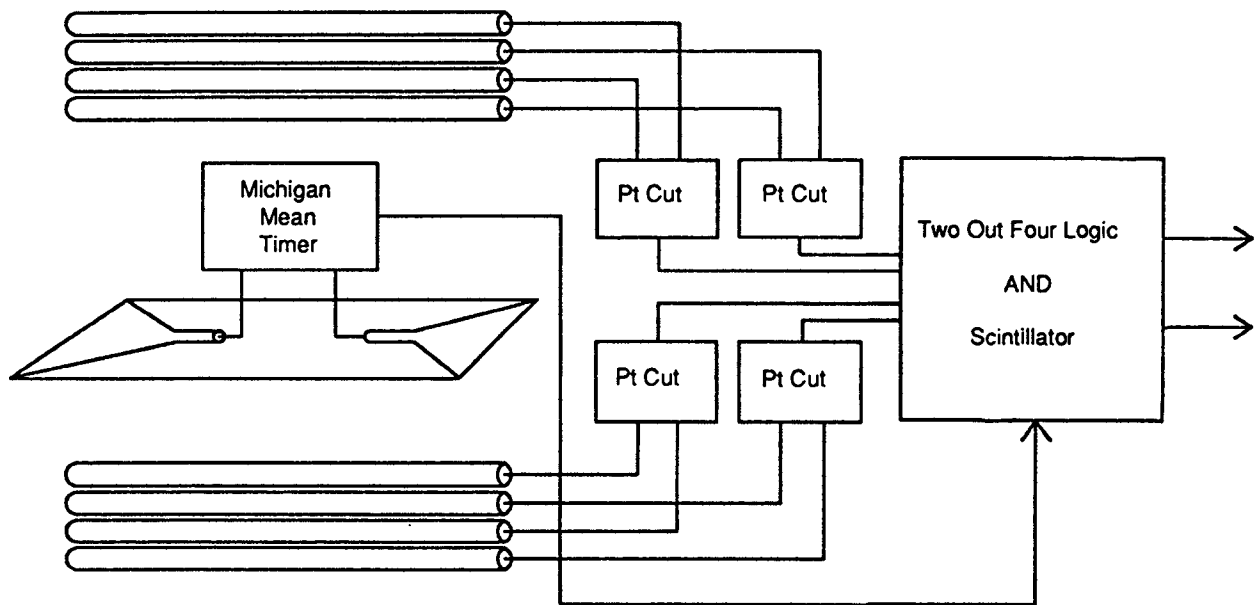 Pt Cut
Pt Cut
Michigan
Mean
Timer
Two Out Four Logic
AND
Scintillator
Pt Cut
Pt Cut